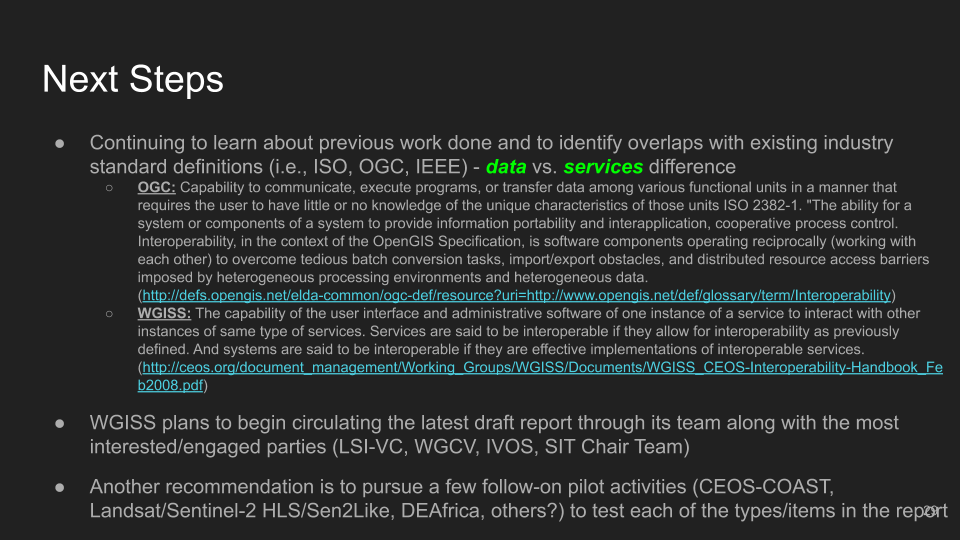 Next Steps
● Continuing to learn about previous work done and to identify overlaps with existing industry
standard definitions (i.e., ISO, OGC, IEEE) - data vs. services difference
○ OGC: Capability to communicate, execute programs, or transfer data among various functional units in a manner that
requires the user to have little or no knowledge of the unique characteristics of those units ISO 2382-1. "The ability for a
system or components of a system to provide information portability and interapplication, cooperative process control.
Interoperability, in the context of the OpenGIS Specification, is software components operating reciprocally (working with
each other) to overcome tedious batch conversion tasks, import/export obstacles, and distributed resource access barriers
imposed by heterogeneous processing environments and heterogeneous data.
(http://defs.opengis.net/elda-common/ogc-def/resource?uri=http://www.opengis.net/def/glossary/term/Interoperability)
○ WGISS: The capability of the user interface and administrative software of one instance of a service to interact with other
instances of same type of services. Services are said to be interoperable if they allow for interoperability as previously
defined. And systems are said to be interoperable if they are effective implementations of interoperable services.
(http://ceos.org/document_management/Working_Groups/WGISS/Documents/WGISS_CEOS-Interoperability-Handbook_Fe
b2008.pdf)
● WGISS plans to begin circulating the latest draft report through its team along with the most
interested/engaged parties (LSI-VC, WGCV, IVOS, SIT Chair Team)
● Another recommendation is to pursue a few follow-on pilot activities (CEOS-COAST,
Landsat/Sentinel-2 HLS/Sen2Like, DEAfrica, others?) to test each of the types/items in the report
29